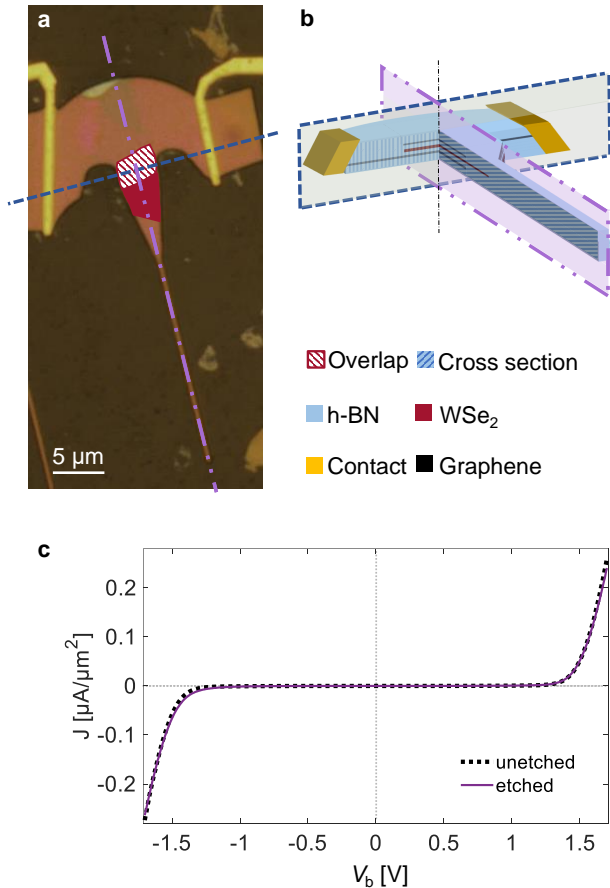 a
b
5 µm
Overlap
Cross section
h-BN
WSe₂
Contact
Graphene
c
J [µA/µm²]
0.2
0.1
0
-0.1
-0.2
unetched
etched
-1.5 -1 -0.5 0 0.5 1 1.5
V_b [V]